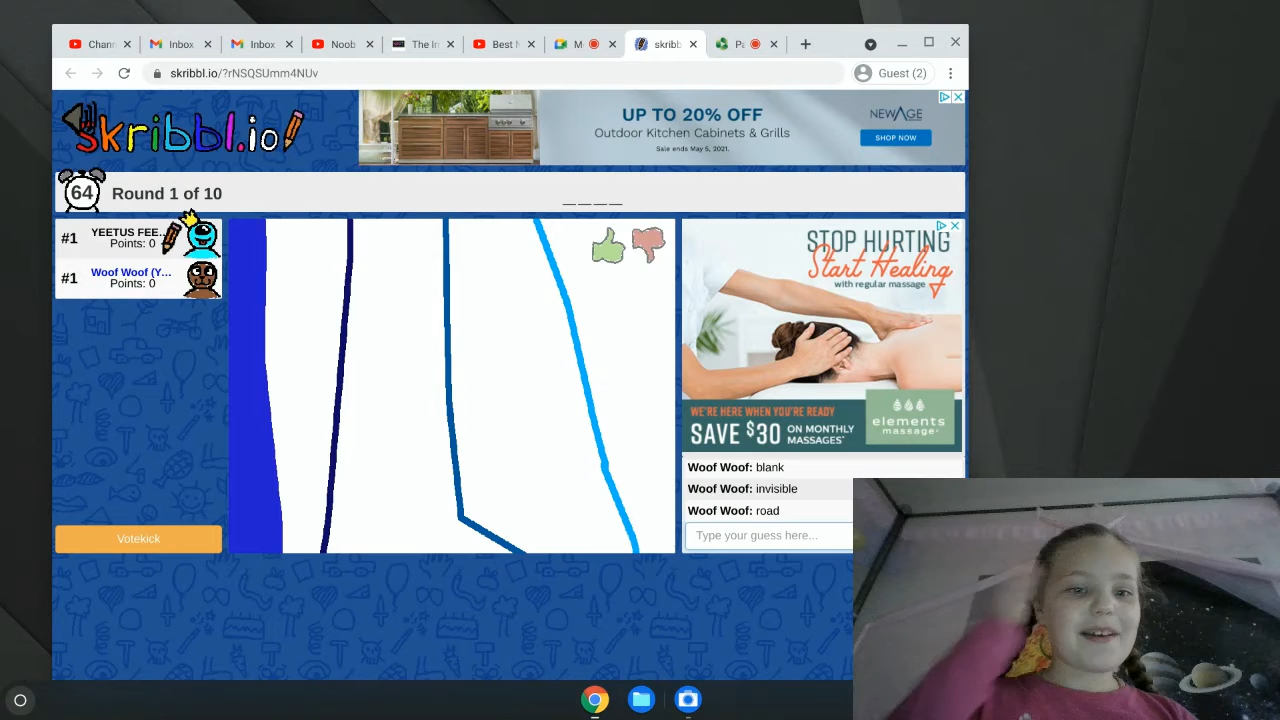 Chann
Inbox
Inbox
Noob
The In
Best N
M
skribb
Pa
skribbl.io/?rNSQSUmm4NUv
Guest (2)
skribbl.io!
UP TO 20% OFF
Outdoor Kitchen Cabinets & Grills
Sale ends May 5, 2021.
NEWAGE
SHOP NOW
64
Round 1 of 10
____
#1
YEETUS FEE...
Points: 0
#1
Woof Woof (Y...
Points: 0
STOP HURTING
Start Healing
with regular massage
WE'RE HERE WHEN YOU'RE READY
SAVE $30 ON MONTHLY MASSAGES*
elements
massage
Woof Woof: blank
Woof Woof: invisible
Woof Woof: road
Type your guess here...
Votekick